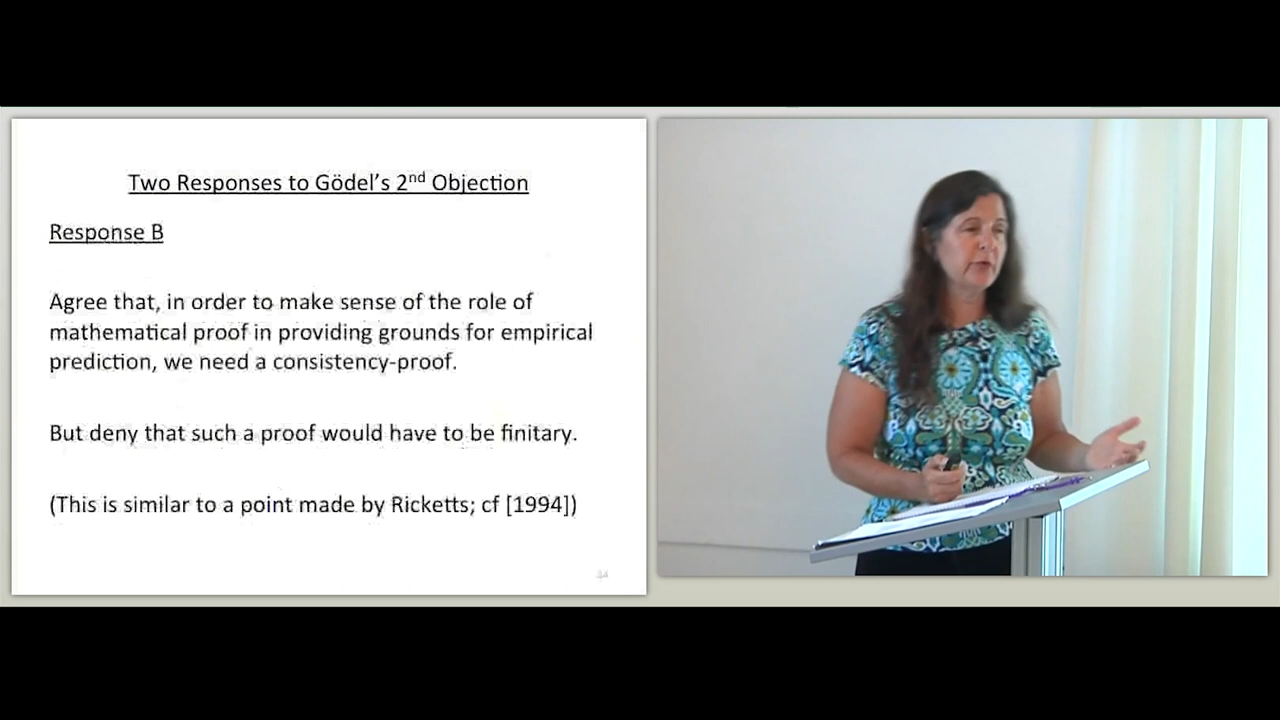 Two Responses to Gödel's 2nd Objection
Response B
Agree that, in order to make sense of the role of
mathematical proof in providing grounds for empirical
prediction, we need a consistency-proof.
But deny that such a proof would have to be finitary.
(This is similar to a point made by Ricketts; cf [1994])